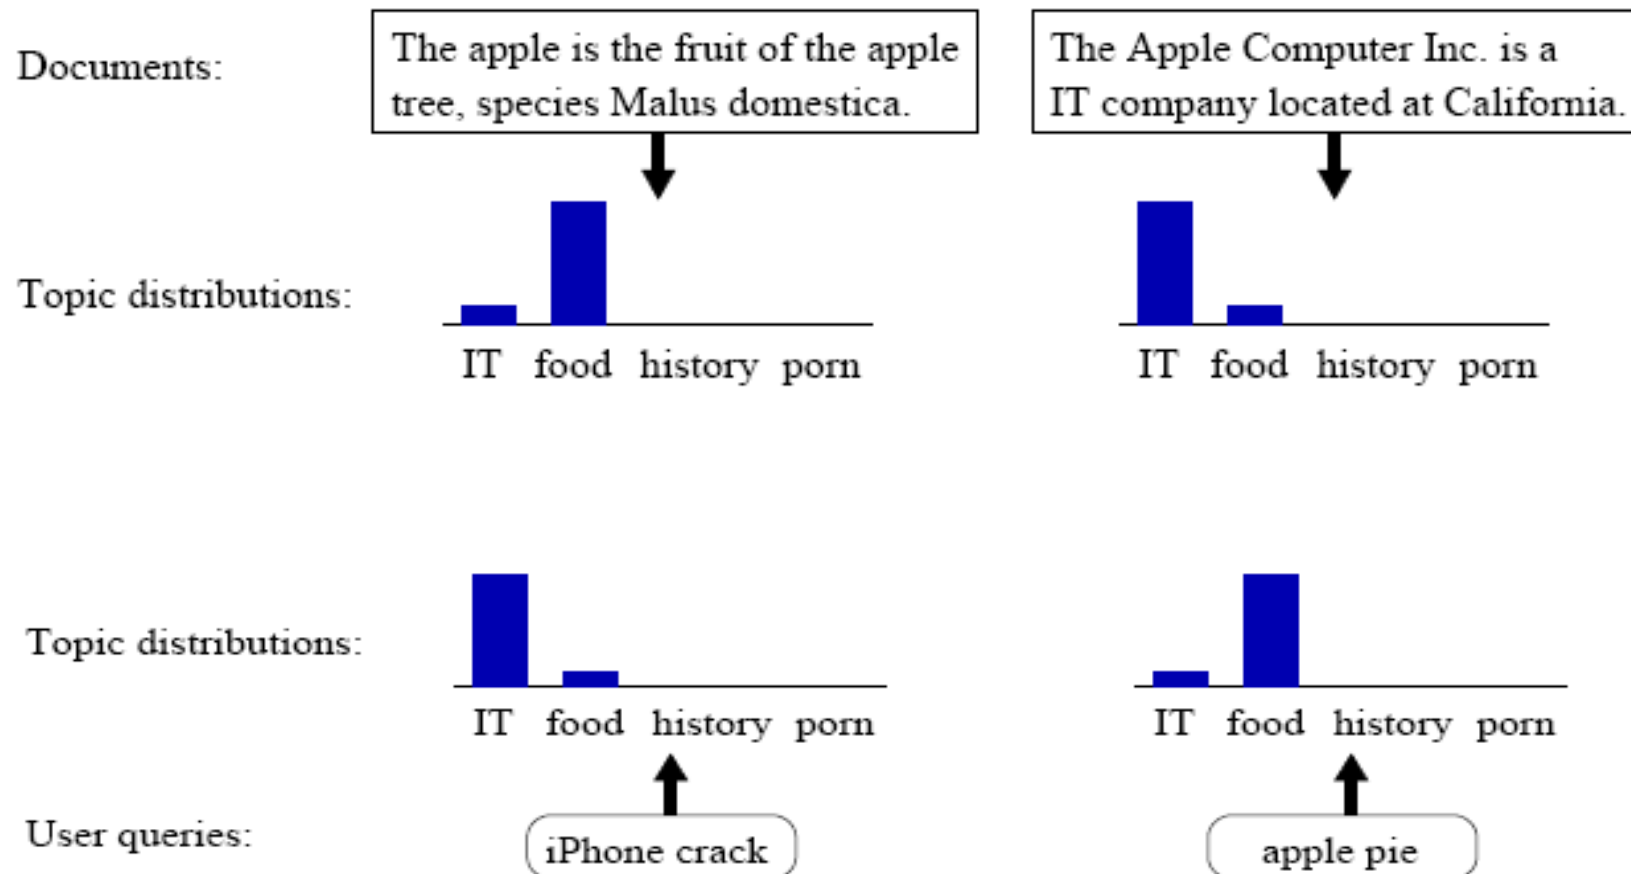 Documents:
The apple is the fruit of the apple
tree, species Malus domestica.
The Apple Computer Inc. is a
IT company located at California.
Topic distributions:
IT food history porn
IT food history porn
Topic distributions:
IT food history porn
IT food history porn
User queries:
iPhone crack
apple pie